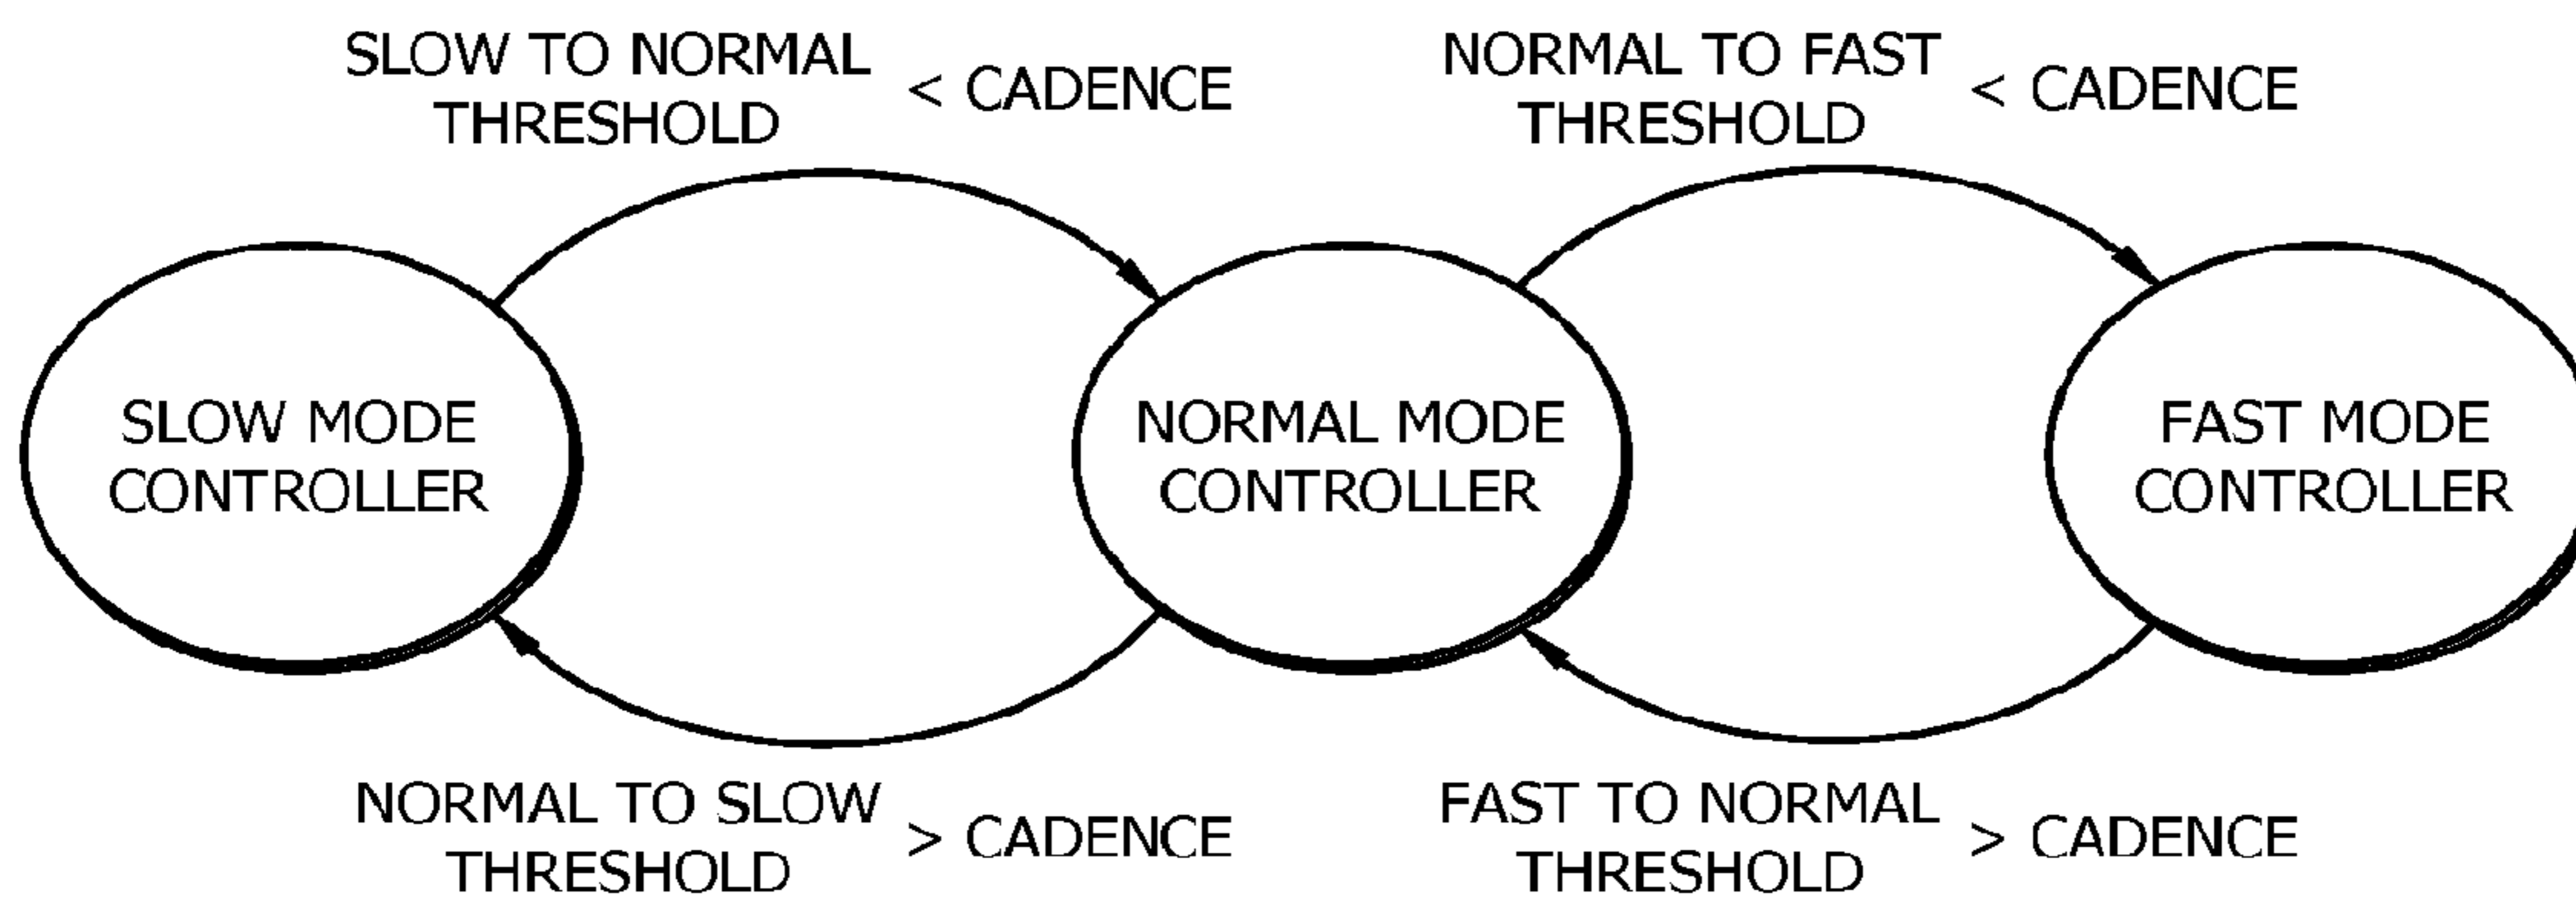 SLOW TO NORMAL
THRESHOLD
< CADENCE
NORMAL TO FAST
THRESHOLD
< CADENCE
SLOW MODE
CONTROLLER
NORMAL MODE
CONTROLLER
FAST MODE
CONTROLLER
NORMAL TO SLOW
THRESHOLD
> CADENCE
FAST TO NORMAL
THRESHOLD
> CADENCE